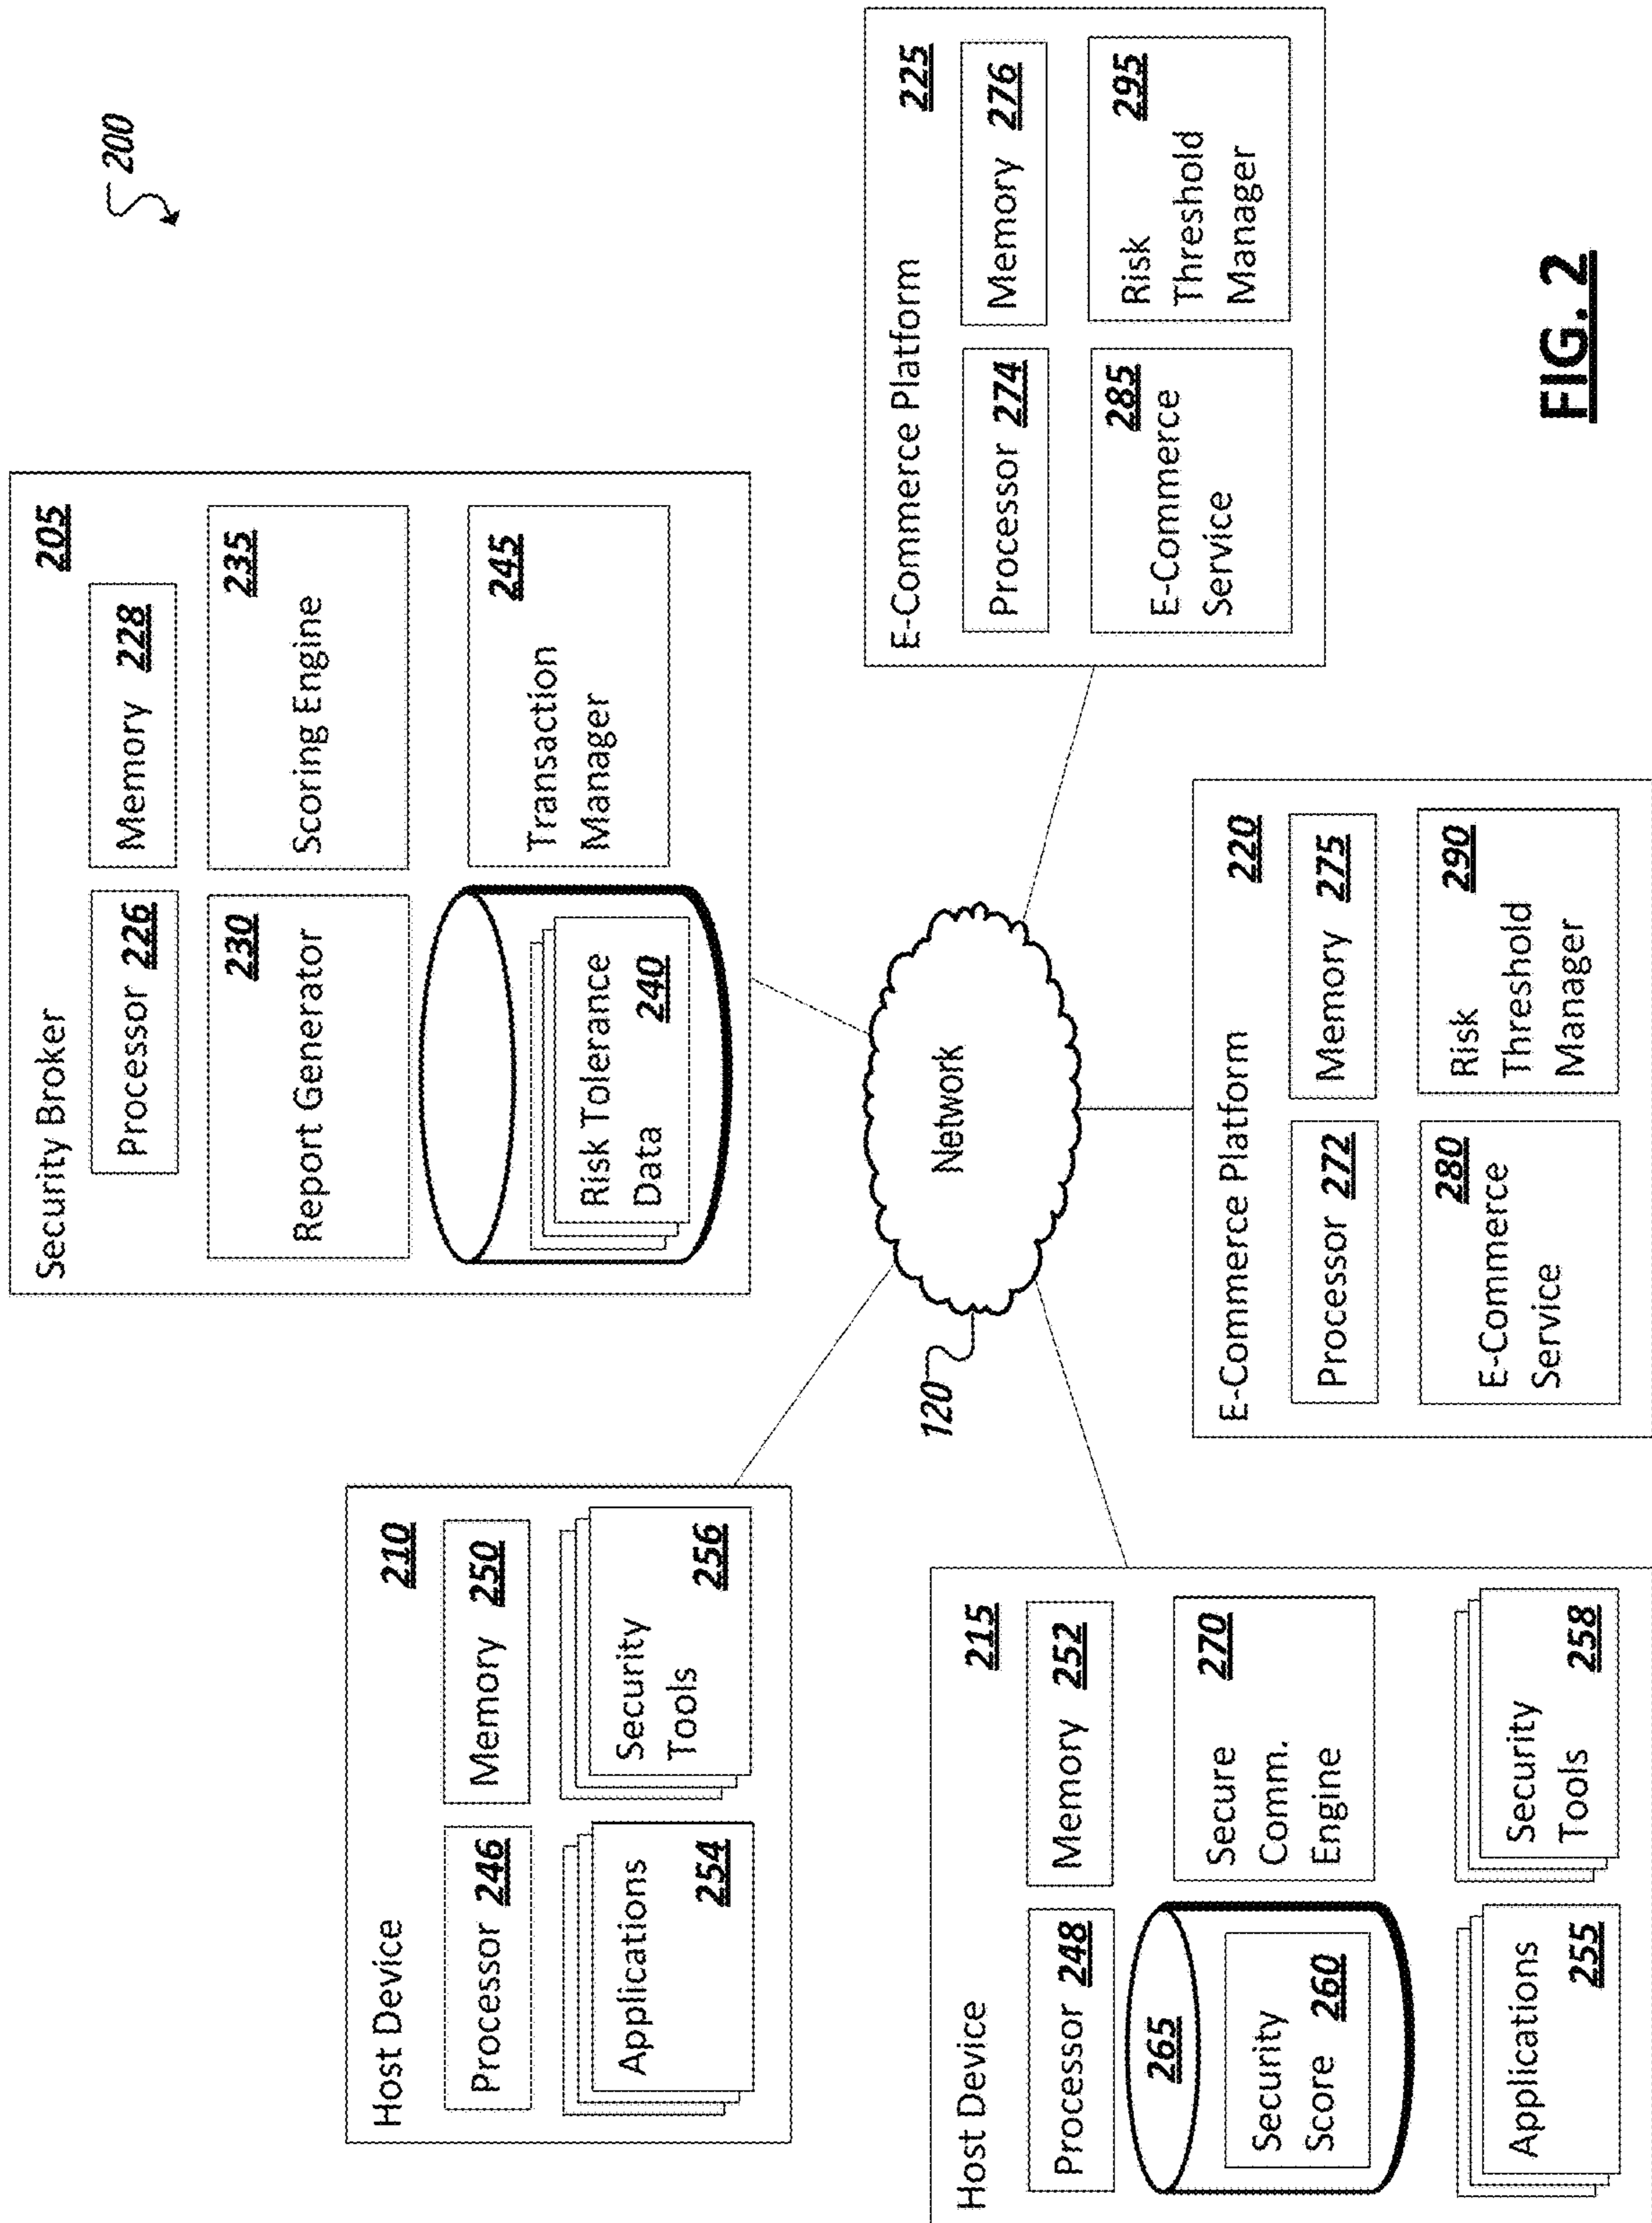 200
Security Broker
205
Processor 226
Memory 228
230
Report Generator
235
Scoring Engine
Risk Tolerance
Data
240
245
Transaction
Manager
Host Device
210
Processor 246
Memory 250
Applications
254
Security
Tools
256
120
Network
Host Device
215
Processor 248
Memory 252
265
Security
Score 260
270
Secure
Comm.
Engine
Applications
255
Security
Tools
258
E-Commerce Platform
220
Processor 272
Memory 275
280
E-Commerce
Service
290
Risk
Threshold
Manager
E-Commerce Platform
225
Processor 274
Memory 276
285
E-Commerce
Service
295
Risk
Threshold
Manager
FIG. 2